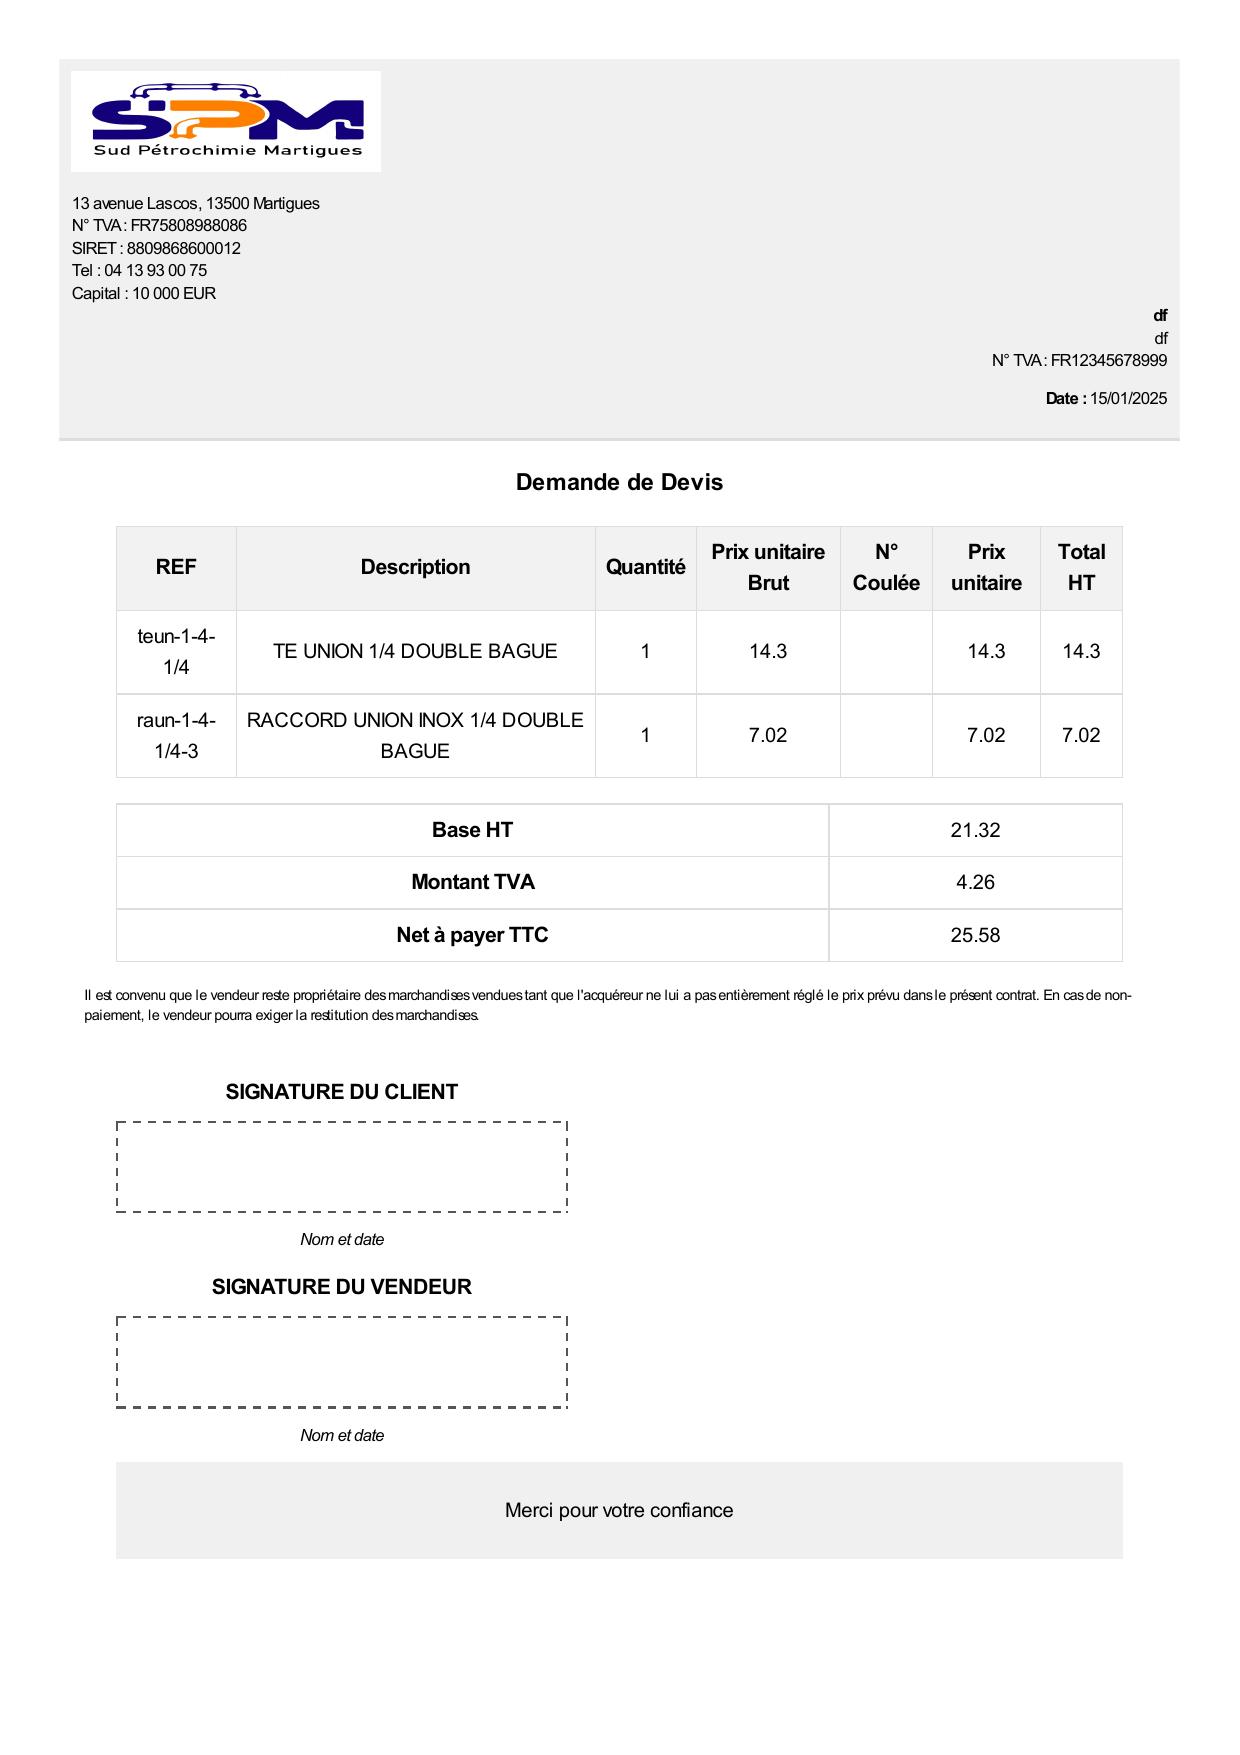 SPM
Sud Pétrochimie Martigues
13 avenue Lascos, 13500 Martigues
N° TVA : FR75808988086
SIRET : 8809868600012
Tel : 04 13 93 00 75
Capital : 10 000 EUR
df
df
N° TVA : FR12345678999
Date : 15/01/2025
Demande de Devis
REF Description Quantité Prix unitaire Brut N° Coulée Prix unitaire Total HT
teun-1-4-1/4 TE UNION 1/4 DOUBLE BAGUE 1 14.3 14.3 14.3
raun-1-4-1/4-3 RACCORD UNION INOX 1/4 DOUBLE BAGUE 1 7.02 7.02 7.02
Base HT 21.32
Montant TVA 4.26
Net à payer TTC 25.58
Il est convenu que le vendeur reste propriétaire des marchandises vendues tant que l'acquéreur ne lui a pas entièrement réglé le prix prévu dans le présent contrat. En cas de non-
paiement, le vendeur pourra exiger la restitution des marchandises.
SIGNATURE DU CLIENT
Nom et date
SIGNATURE DU VENDEUR
Nom et date
Merci pour votre confiance